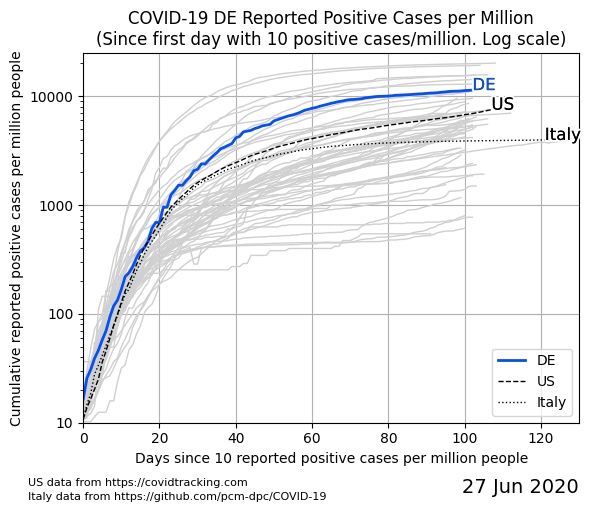 COVID-19 DE Reported Positive Cases per Million
(Since first day with 10 positive cases/million. Log scale)
Cumulative reported positive cases per million people
10000
1000
100
10
DE
US
Italy
DE
US
Italy
0
20
40
60
80
100
120
Days since 10 reported positive cases per million people
US data from https://covidtracking.com
Italy data from https://github.com/pcm-dpc/COVID-19
27 Jun 2020